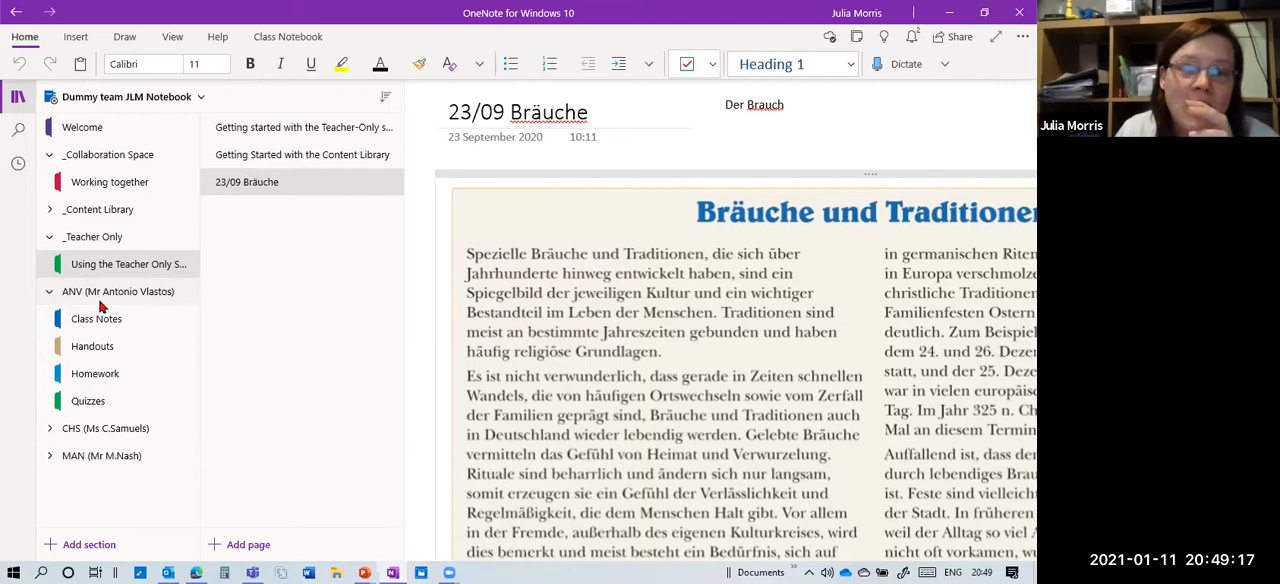 OneNote for Windows 10
Julia Morris
Home
Insert
Draw
View
Help
Class Notebook
Share
Calibri
11
B
I
U
A
Heading 1
Dictate
Dummy team JLM Notebook
Welcome
_Collaboration Space
Working together
_Content Library
_Teacher Only
Using the Teacher Only S...
ANV (Mr Antonio Vlastos)
Class Notes
Handouts
Homework
Quizzes
CHS (Ms C.Samuels)
MAN (Mr M.Nash)
Add section
Getting started with the Teacher-Only s...
Getting Started with the Content Library
23/09 Bräuche
Add page
23/09 Bräuche
23 September 2020
10:11
Der Brauch
Bräuche und Traditionen
Spezielle Bräuche und Traditionen, die sich über
Jahrhunderte hinweg entwickelt haben, sind ein
Spiegelbild der jeweiligen Kultur und ein wichtiger
Bestandteil im Leben der Menschen. Traditionen sind
meist an bestimmte Jahreszeiten gebunden und haben
häufig religiöse Grundlagen.
Es ist nicht verwunderlich, dass gerade in Zeiten schnellen
Wandels, die von häufigen Ortswechseln sowie vom Zerfall
der Familien geprägt sind, Bräuche und Traditionen auch
in Deutschland wieder lebendig werden. Gelebte Bräuche
vermitteln das Gefühl von Heimat und Verwurzelung.
Rituale sind beharrlich und ändern sich nur langsam,
somit erzeugen sie ein Gefühl der Verlässlichkeit und
Regelmäßigkeit, die dem Menschen Halt gibt. Vor allem
in der Fremde, außerhalb des eigenen Kulturkreises, wird
dies bemerkt und meist besteht ein Bedürfnis, sich auf
in germanischen Riten
in Europa verschmolze
christliche Traditionen
Familienfesten Ostern
deutlich. Zum Beispiel
dem 24. und 26. Dezen
statt, und der 25. Deze
war in vielen europäis
Tag. Im Jahr 325 n. Ch
Mal an diesem Termin
Auffallend ist, dass der
durch lebendiges Brau
ist. Feste sind vielleich
der Stadt. In früheren
weil der Alltag so viel A
nicht oft vorkamen, wu
Julia Morris
2021-01-11 20:49:17
Documents
ENG
20:49